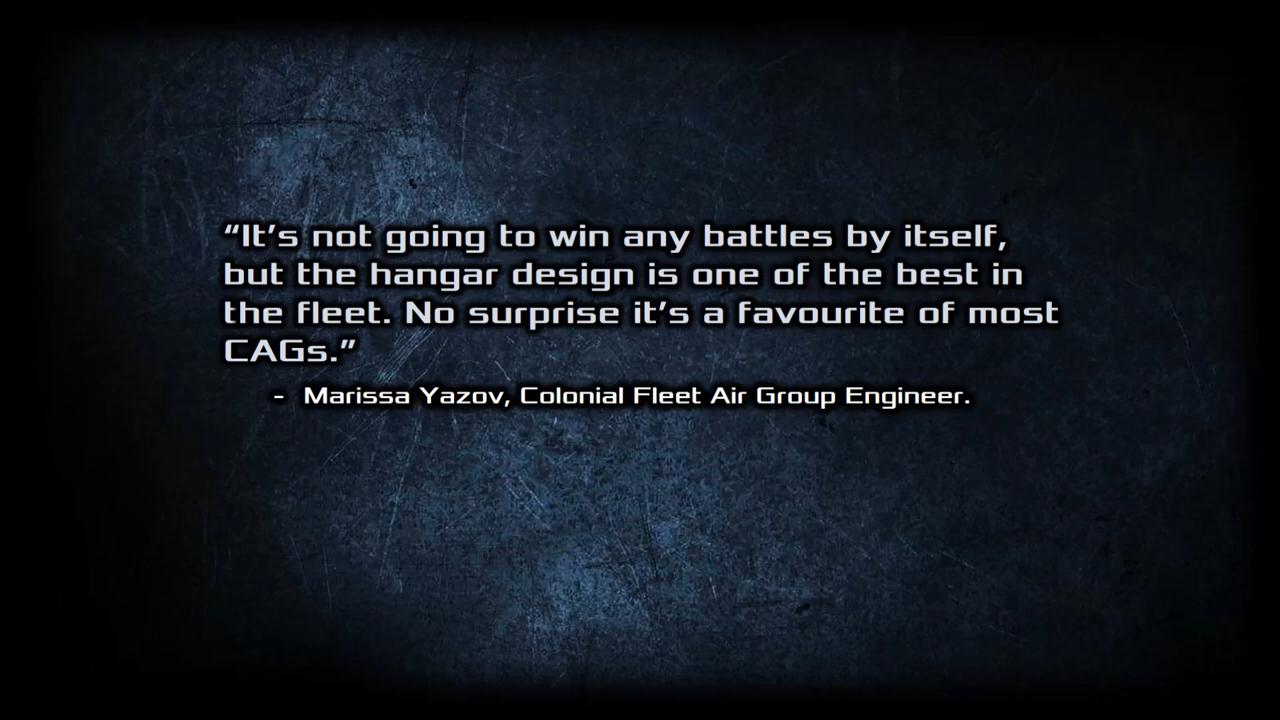 “It’s not going to win any battles by itself,
but the hangar design is one of the best in
the fleet. No surprise it’s a favourite of most
CAGs.”
- Marissa Yazov, Colonial Fleet Air Group Engineer.